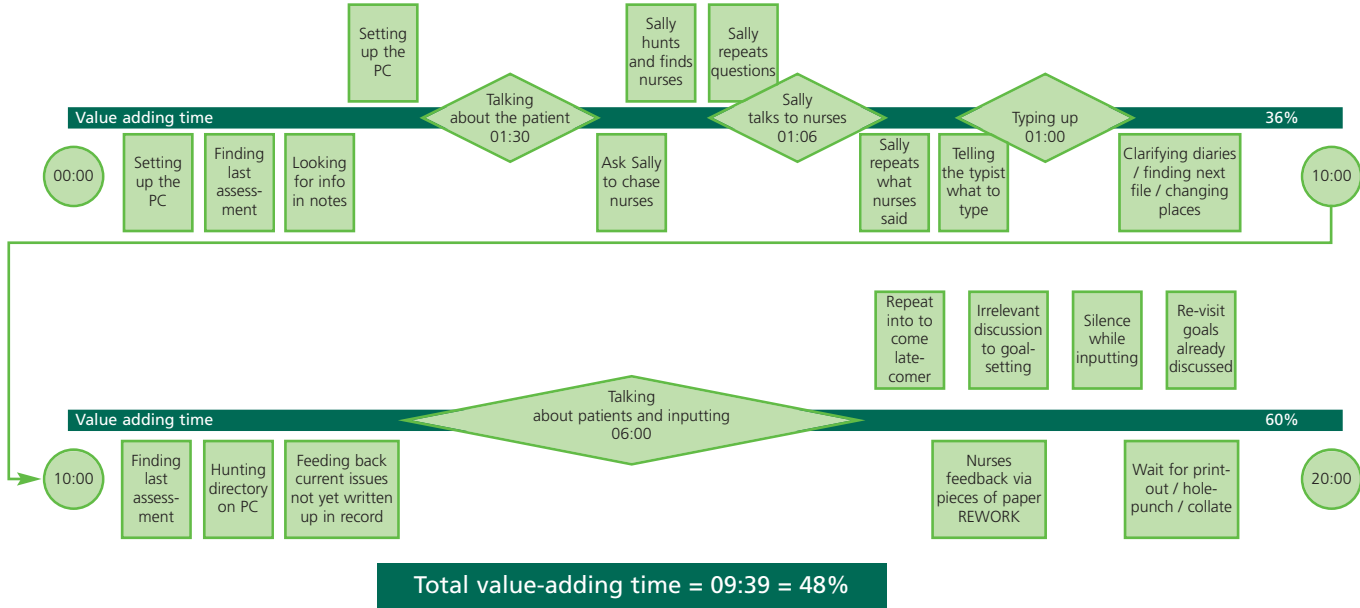 Setting
up the
PC
Sally
hunts
and finds
nurses
Sally
repeats
questions
Value adding time
Talking
about the patient
01:30
Sally
talks to nurses
01:06
Typing up
01:00
36%
00:00
Setting
up the
PC
Finding
last
assess-
ment
Looking
for info
in notes
Ask Sally
to chase
nurses
Sally
repeats
what
nurses
said
Telling
the typist
what to
type
Clarifying diaries
/ finding next
file / changing
places
10:00
Repeat
into to
come
late-
comer
Irrelevant
discussion
to goal-
setting
Silence
while
inputting
Re-visit
goals
already
discussed
Value adding time
Talking
about patients and inputting
06:00
60%
10:00
Finding
last
assess-
ment
Hunting
directory
on PC
Feeding back
current issues
not yet written
up in record
Nurses
feedback via
pieces of paper
REWORK
Wait for print-
out / hole-
punch / collate
20:00
Total value-adding time = 09:39 = 48%